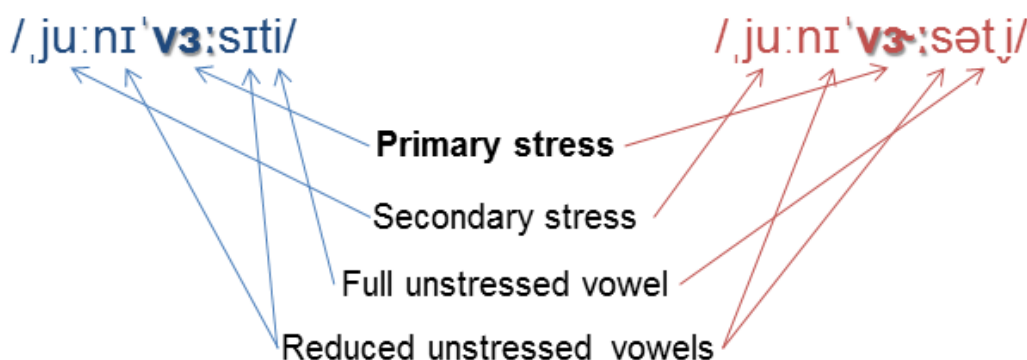 /ˌjuːnɪˈvɜːsɪti/ /ˌjuːnɪˈvɝːsət̬i/
Primary stress
Secondary stress
Full unstressed vowel
Reduced unstressed vowels